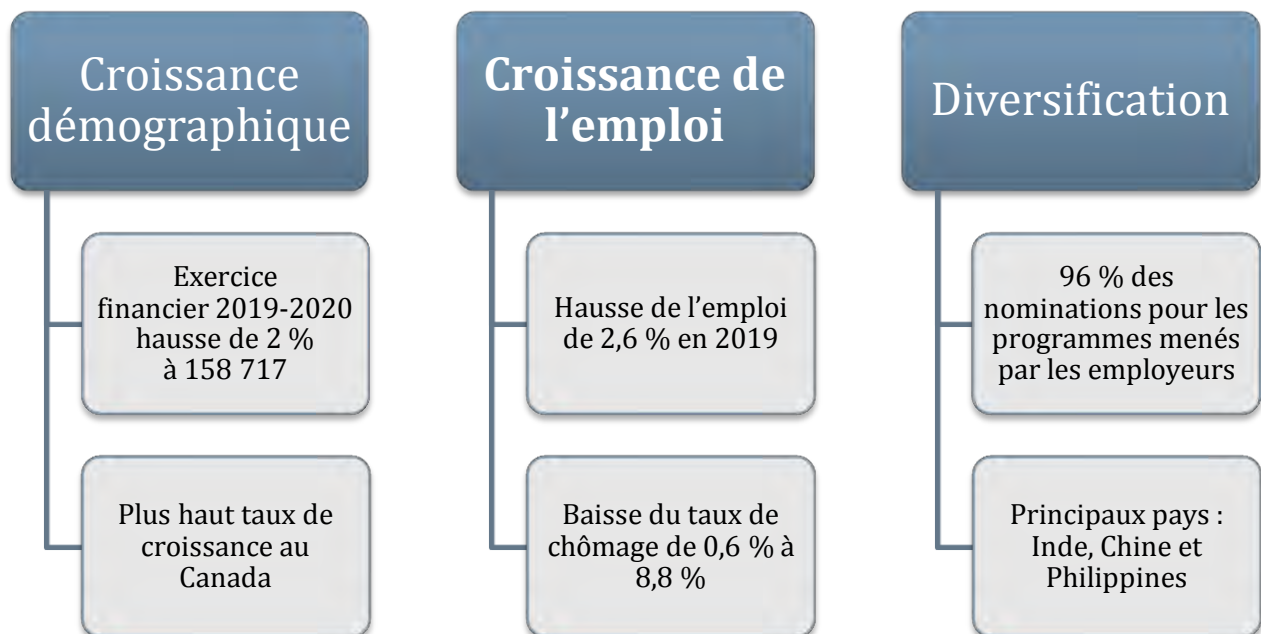 Croissance
démographique
Exercice
financier 2019-2020
hausse de 2 %
à 158 717
Plus haut taux de
croissance au
Canada
Croissance de
l’emploi
Hausse de l’emploi
de 2,6 % en 2019
Baisse du taux de
chômage de 0,6 % à
8,8 %
Diversification
96 % des
nominations pour les
programmes menés
par les employeurs
Principaux pays :
Inde, Chine et
Philippines